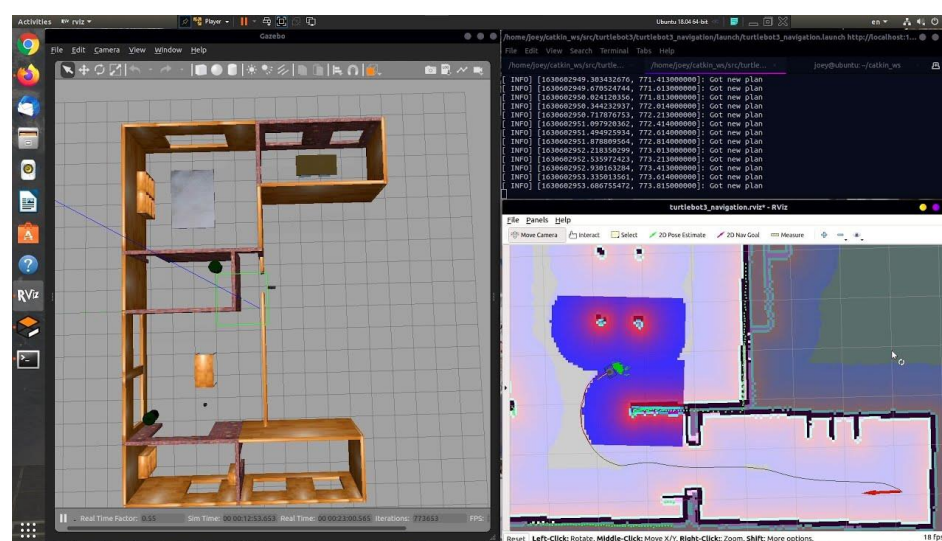 Activities
rviz
Player
Ubuntu 18.04 64-bit
en
Gazebo
File Edit Camera View Window Help
Real Time Factor: 0.55 Sim Time: 00 00:12:53.653 Real Time: 00 00:23:00.565 Iterations: 773653 FPS:
/home/joey/catkin_ws/src/turtlebot3/turtlebot3_navigation/launch/turtlebot3_navigation.launch http://localhost:1...
File Edit View Search Terminal Tabs Help
/home/joey/catkin_ws/src/turtle... /home/joey/catkin_ws/src/turtle... joey@ubuntu: ~/catkin_ws
[ INFO] [1630602949.303432676, 771.413000000]: Got new plan
[ INFO] [1630602949.670524744, 771.613000000]: Got new plan
[ INFO] [1630602950.024120356, 771.813000000]: Got new plan
[ INFO] [1630602950.344232937, 772.014000000]: Got new plan
[ INFO] [1630602950.717876753, 772.213000000]: Got new plan
[ INFO] [1630602951.097920362, 772.414000000]: Got new plan
[ INFO] [1630602951.494925934, 772.614000000]: Got new plan
[ INFO] [1630602951.878809564, 772.814000000]: Got new plan
[ INFO] [1630602952.218350299, 773.013000000]: Got new plan
[ INFO] [1630602952.535972423, 773.213000000]: Got new plan
[ INFO] [1630602952.930163284, 773.413000000]: Got new plan
[ INFO] [1630602953.335013561, 773.614000000]: Got new plan
[ INFO] [1630602953.686755472, 773.815000000]: Got new plan
turtlebot3_navigation.rviz* - RViz
File Panels Help
Move Camera Interact Select 2D Pose Estimate 2D Nav Goal Measure
Reset Left-Click: Rotate. Middle-Click: Move X/Y. Right-Click: Zoom. Shift: More options. 18 fps
RViz